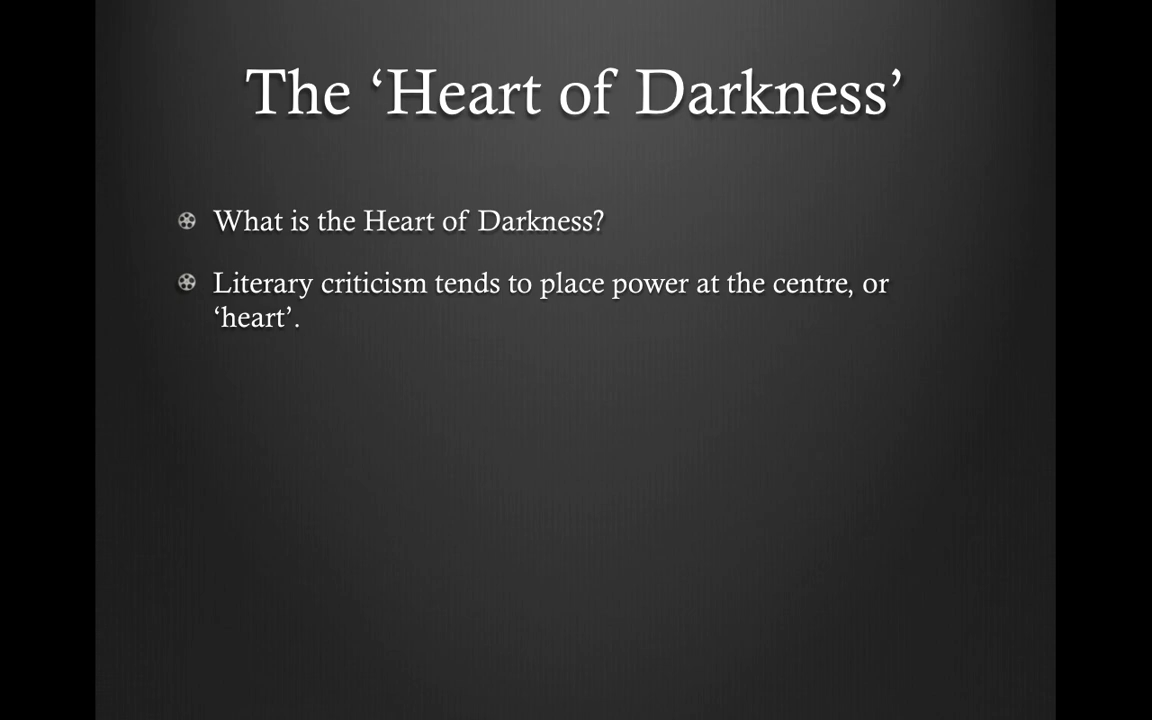 The ‘Heart of Darkness’
What is the Heart of Darkness?
Literary criticism tends to place power at the centre, or
‘heart’.